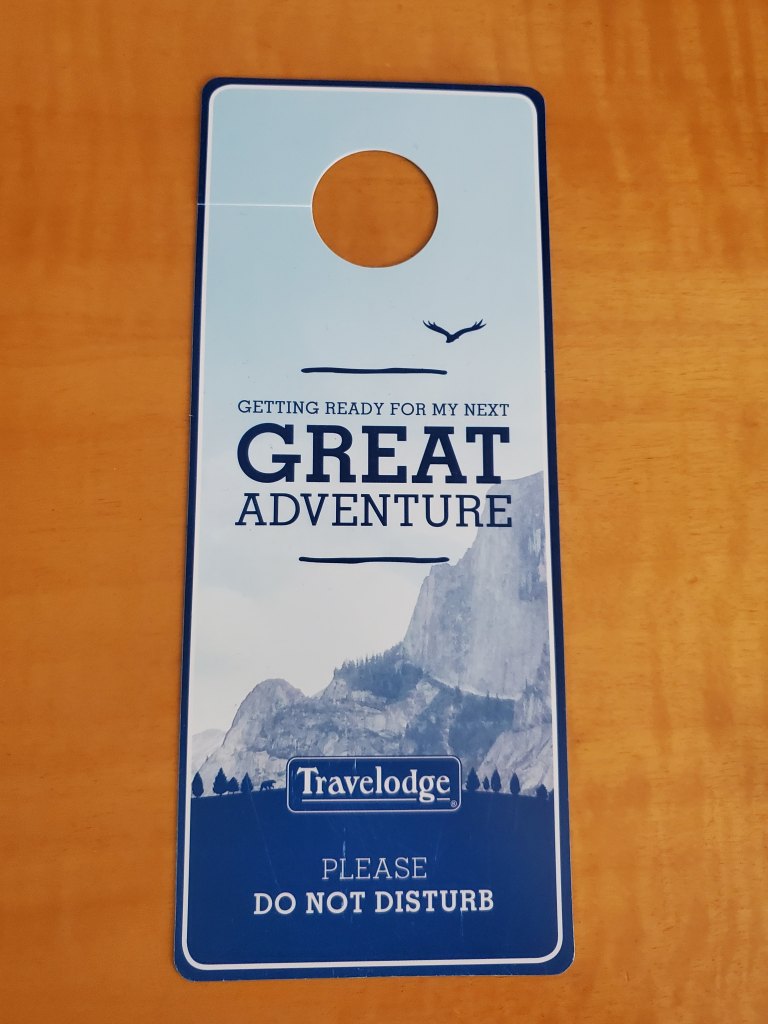 GETTING READY FOR MY NEXT
GREAT
ADVENTURE
Travelodge®
PLEASE
DO NOT DISTURB